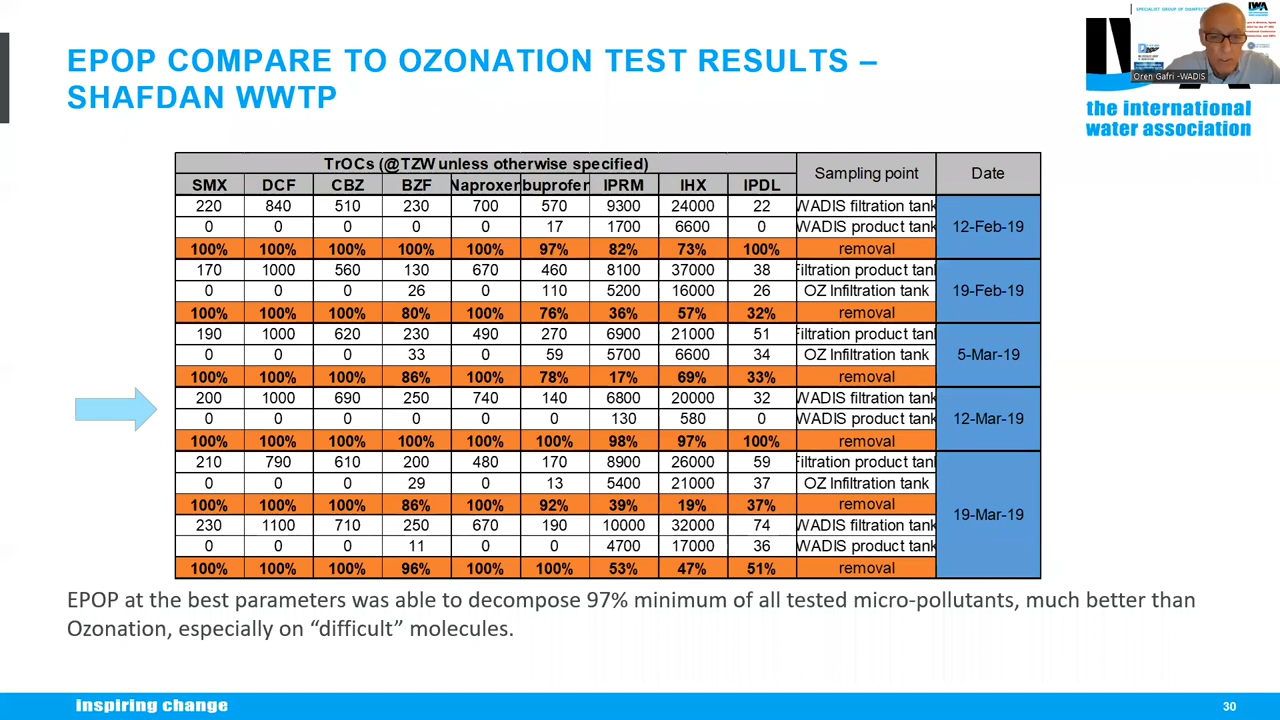 SPECIALIST GROUP OF DISINFECT
IWA
EPOP COMPARE TO OZONATION TEST RESULTS –
SHAFDAN WWTP
Oren Gafri -WADIS
the international
water association
TrOCs (@TZW unless otherwise specified) Sampling point Date
SMX DCF CBZ BZF Naproxer buprofer IPRM IHX IPDL
220 840 510 230 700 570 9300 24000 22 WADIS filtration tank 12-Feb-19
0 0 0 0 0 17 1700 6600 0 WADIS product tank
100% 100% 100% 100% 100% 97% 82% 73% 100% removal
170 1000 560 130 670 460 8100 37000 38 Filtration product tank 19-Feb-19
0 0 0 26 0 110 5200 16000 26 OZ Infiltration tank
100% 100% 100% 80% 100% 76% 36% 57% 32% removal
190 1000 620 230 490 270 6900 21000 51 Filtration product tank 5-Mar-19
0 0 0 33 0 59 5700 6600 34 OZ Infiltration tank
100% 100% 100% 86% 100% 78% 17% 69% 33% removal
200 1000 690 250 740 140 6800 20000 32 WADIS filtration tank 12-Mar-19
0 0 0 0 0 0 130 580 0 WADIS product tank
100% 100% 100% 100% 100% 100% 98% 97% 100% removal
210 790 610 200 480 170 8900 26000 59 Filtration product tank 19-Mar-19
0 0 0 29 0 13 5400 21000 37 OZ Infiltration tank
100% 100% 100% 86% 100% 92% 39% 19% 37% removal
230 1100 710 250 670 190 10000 32000 74 WADIS filtration tank
0 0 0 11 0 0 4700 17000 36 WADIS product tank
100% 100% 100% 96% 100% 100% 53% 47% 51% removal
EPOP at the best parameters was able to decompose 97% minimum of all tested micro-pollutants, much better than
Ozonation, especially on “difficult” molecules.
inspiring change
30